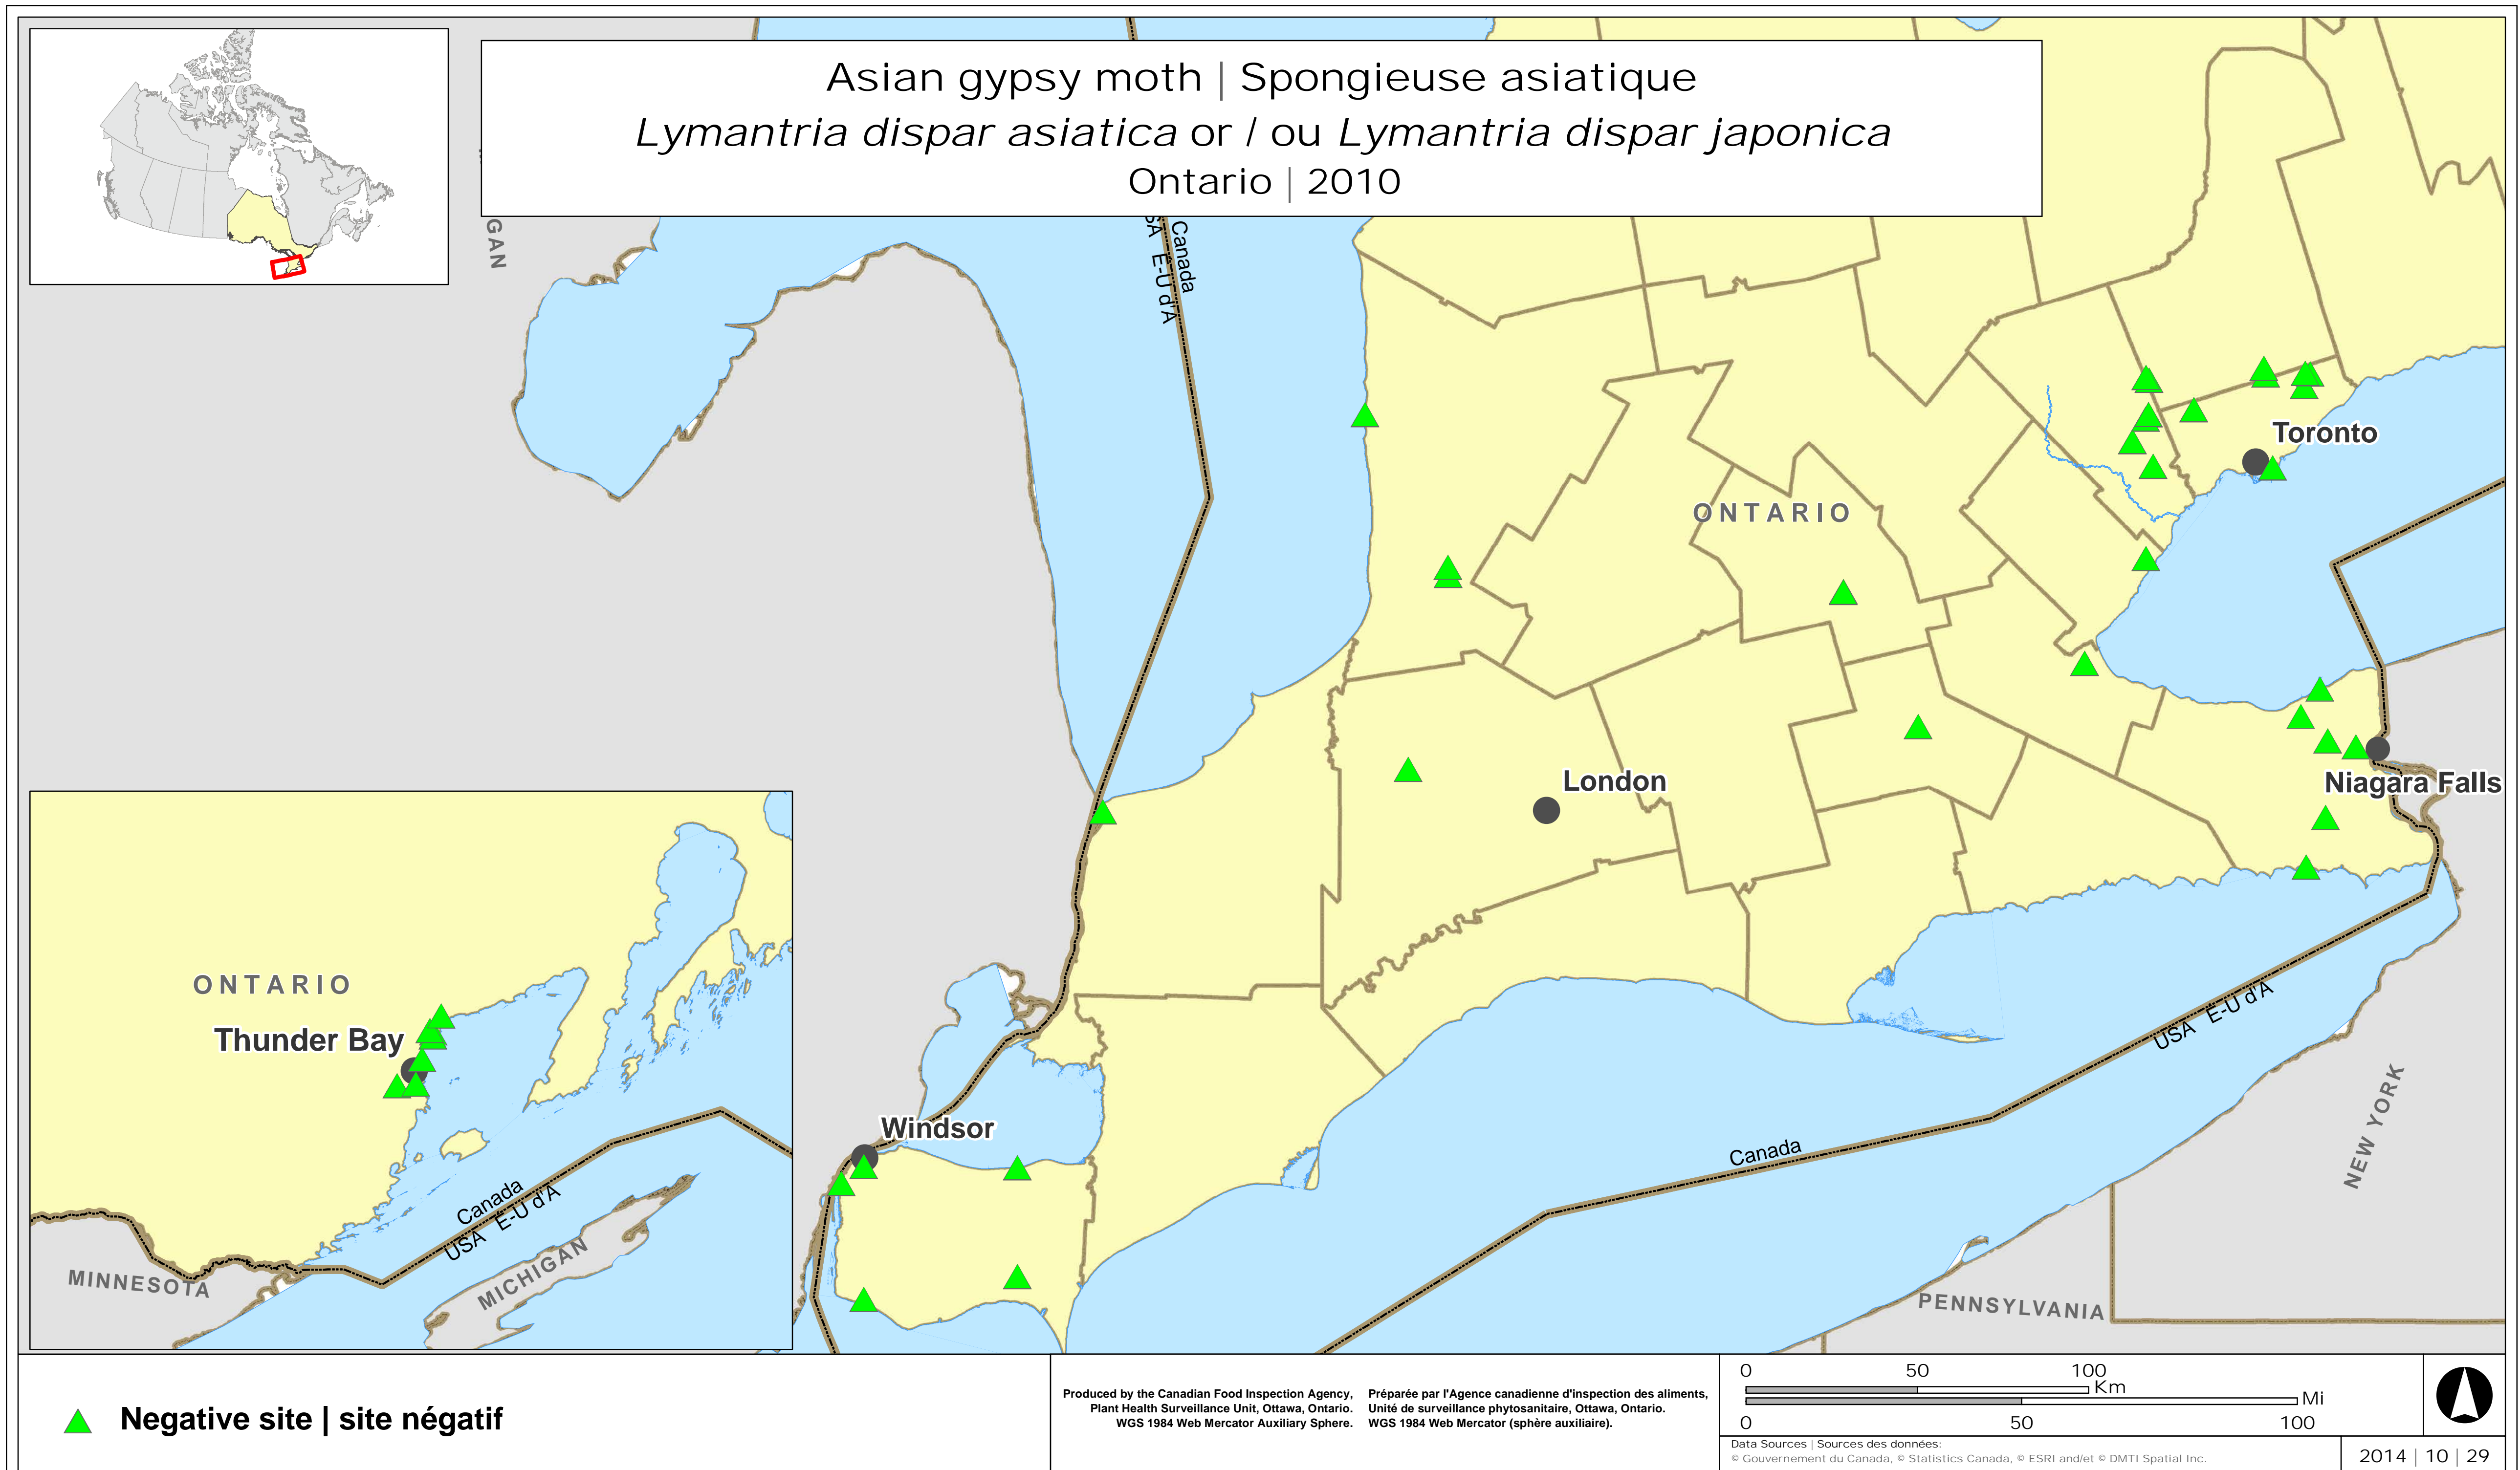 Asian gypsy moth | Spongieuse asiatique
Lymantria dispar asiatica or / ou Lymantria dispar japonica
Ontario | 2010
GAN
Canada
SA É-U d'A
Toronto
ONTARIO
London
Niagara Falls
ONTARIO
Thunder Bay
Windsor
Canada
USA É-U d'A
MINNESOTA
MICHIGAN
Canada
USA É-U d'A
NEW YORK
PENNSYLVANIA
Negative site | site négatif
Produced by the Canadian Food Inspection Agency,
Plant Health Surveillance Unit, Ottawa, Ontario.
WGS 1984 Web Mercator Auxiliary Sphere.
Préparée par l'Agence canadienne d'inspection des aliments,
Unité de surveillance phytosanitaire, Ottawa, Ontario.
WGS 1984 Web Mercator (sphère auxiliaire).
0 50 100
Km
Mi
0 50 100
Data Sources | Sources des données:
© Gouvernement du Canada, © Statistics Canada, © ESRI and/et © DMTI Spatial Inc.
2014 | 10 | 29